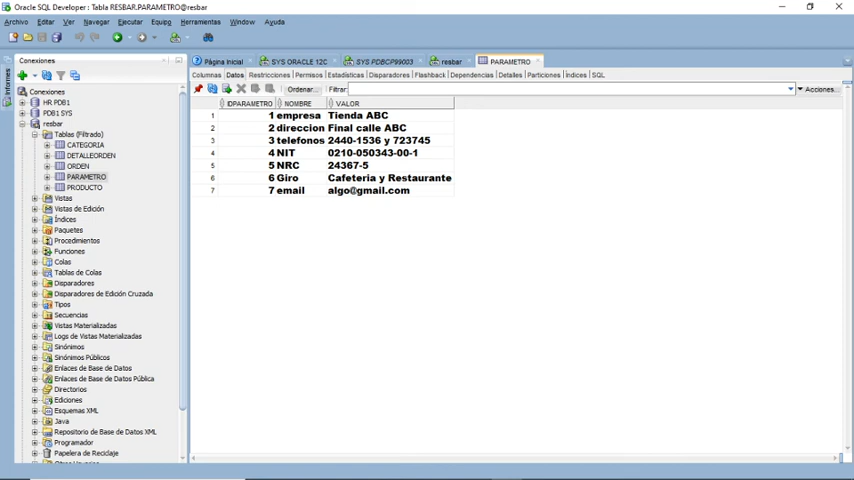 Oracle SQL Developer : Tabla RESBAR.PARAMETRO@resbar
Archivo Editar Ver Navegar Ejecutar Equipo Herramientas Window Ayuda
Informes
Conexiones
Conexiones
HR PDB1
PDB1 SYS
resbar
Tablas (Filtrado)
CATEGORIA
DETALLEORDEN
ORDEN
PARAMETRO
PRODUCTO
Vistas
Vistas de Edición
Índices
Paquetes
Procedimientos
Funciones
Colas
Tablas de Colas
Disparadores
Disparadores de Edición Cruzada
Tipos
Secuencias
Vistas Materializadas
Logs de Vistas Materializadas
Sinónimos
Sinónimos Públicos
Enlaces de Base de Datos
Enlaces de Base de Datos Pública
Directorios
Ediciones
Esquemas XML
Java
Repositorio de Base de Datos XML
Programador
Papelera de Reciclaje
Página Inicial SYS ORACLE 12C SYS PDBCP99003 resbar PARAMETRO
Columnas Datos Restricciones Permisos Estadísticas Disparadores Flashback Dependencias Detalles Particiones Índices SQL
Ordenar... Filtrar: Acciones...
IDPARAMETRO NOMBRE VALOR
1 1 empresa Tienda ABC
2 2 direccion Final calle ABC
3 3 telefonos 2440-1536 y 723745
4 4 NIT 0210-050343-00-1
5 5 NRC 24367-5
6 6 Giro Cafeteria y Restaurante
7 7 email algo@gmail.com